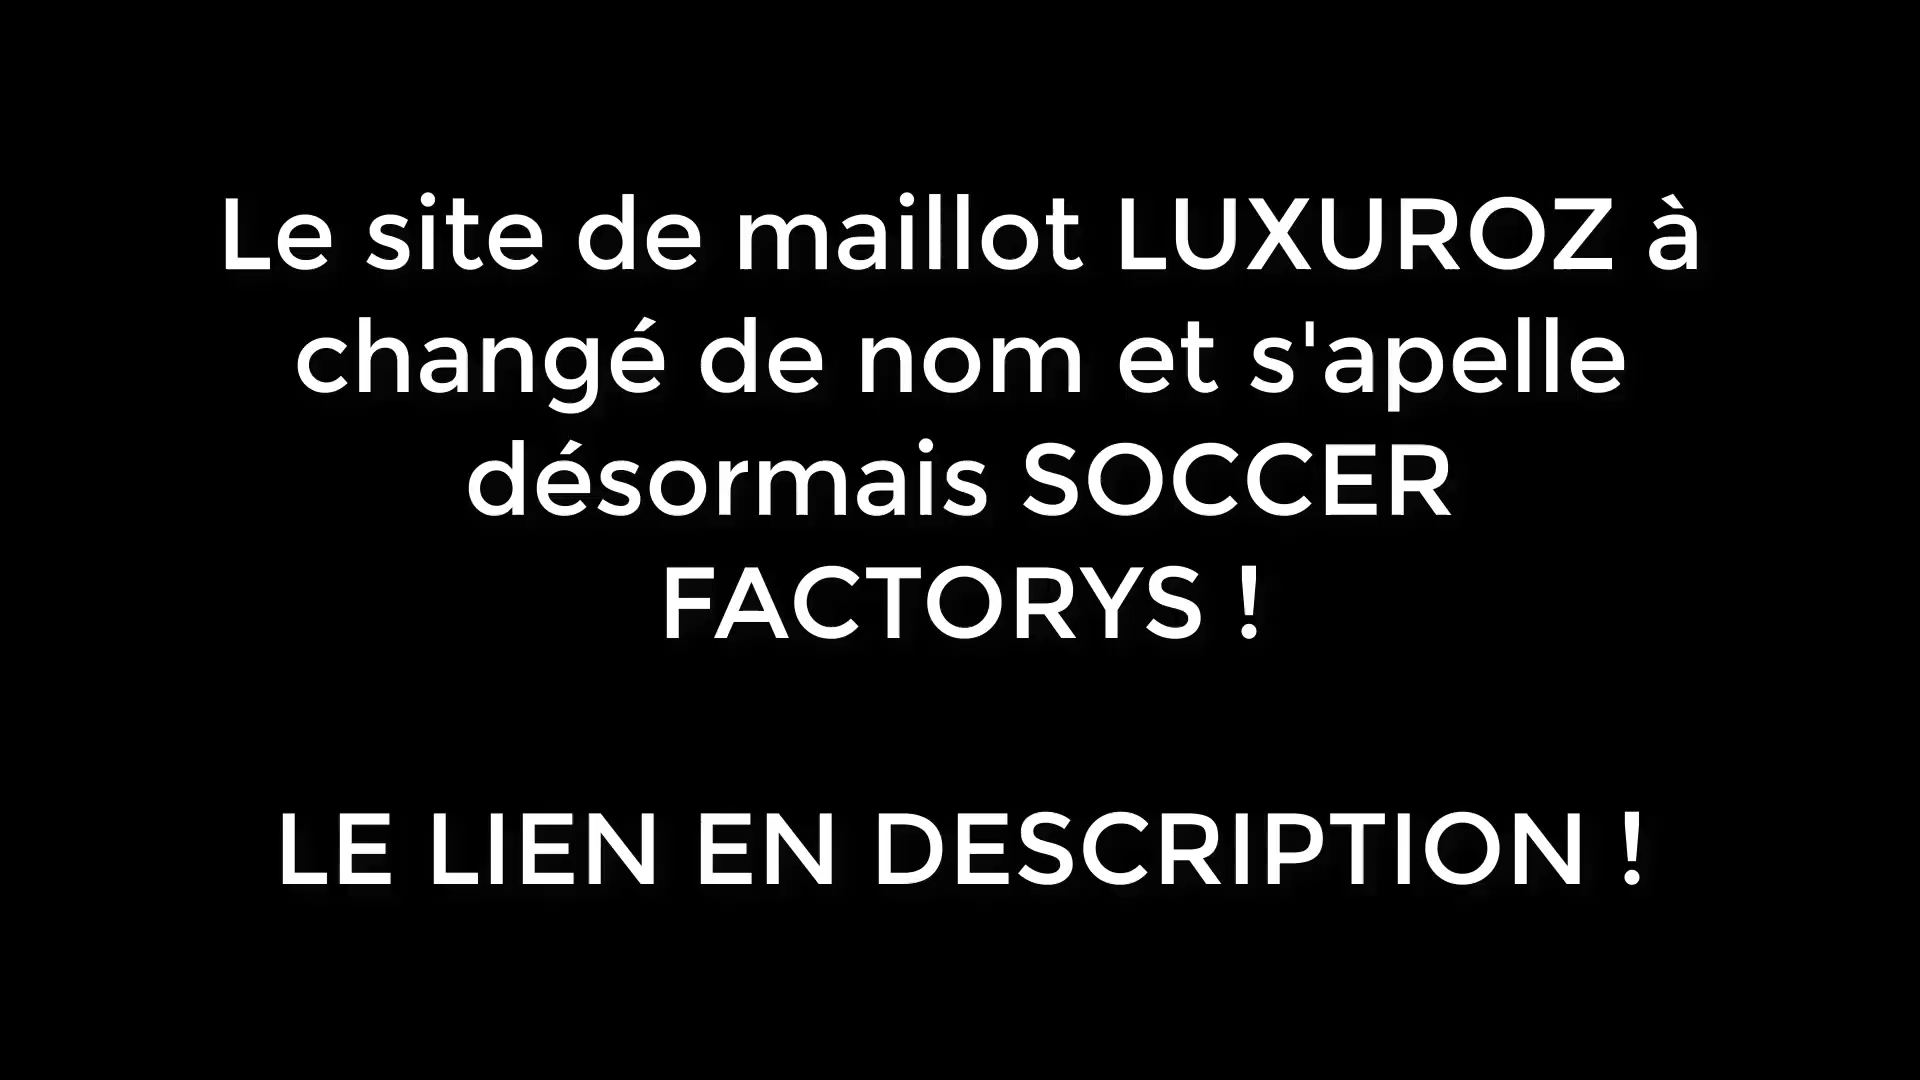 Le site de maillot LUXUROZ à
changé de nom et s'apelle
désormais SOCCER
FACTORYS !
LE LIEN EN DESCRIPTION !